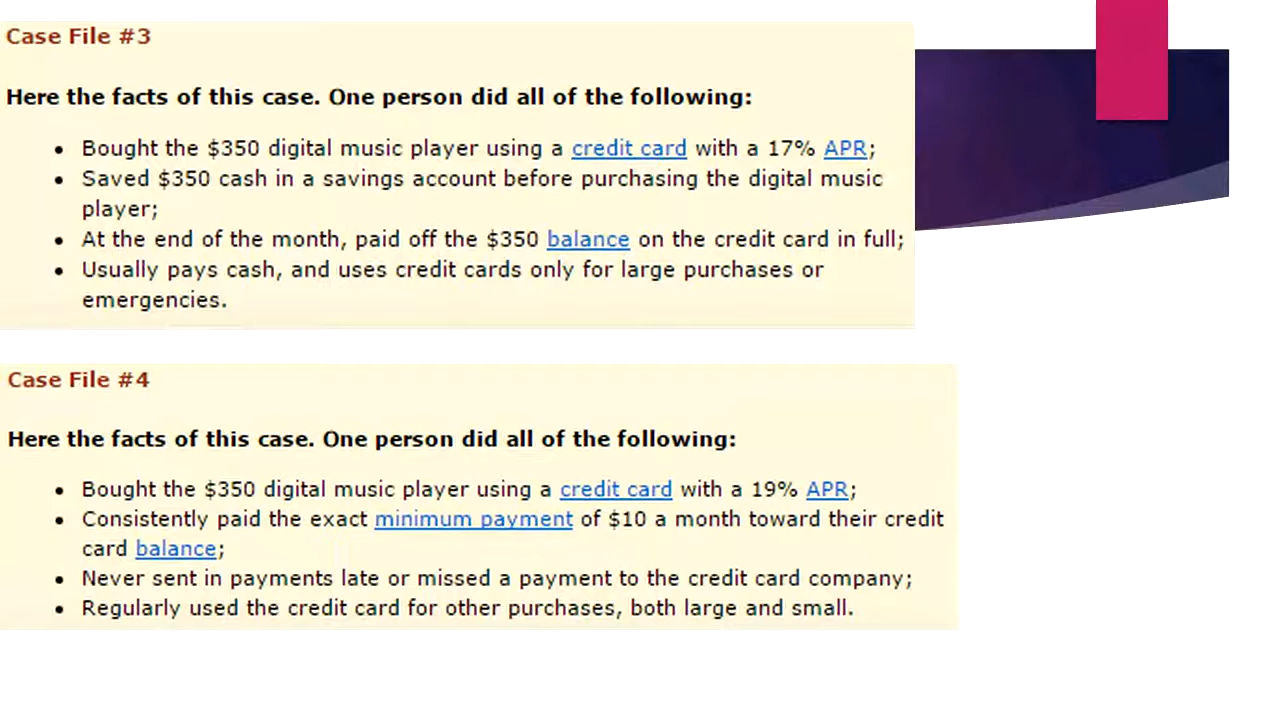 Case File #3
Here the facts of this case. One person did all of the following:
• Bought the $350 digital music player using a credit card with a 17% APR;
• Saved $350 cash in a savings account before purchasing the digital music
player;
• At the end of the month, paid off the $350 balance on the credit card in full;
• Usually pays cash, and uses credit cards only for large purchases or
emergencies.
Case File #4
Here the facts of this case. One person did all of the following:
• Bought the $350 digital music player using a credit card with a 19% APR;
• Consistently paid the exact minimum payment of $10 a month toward their credit
card balance;
• Never sent in payments late or missed a payment to the credit card company;
• Regularly used the credit card for other purchases, both large and small.